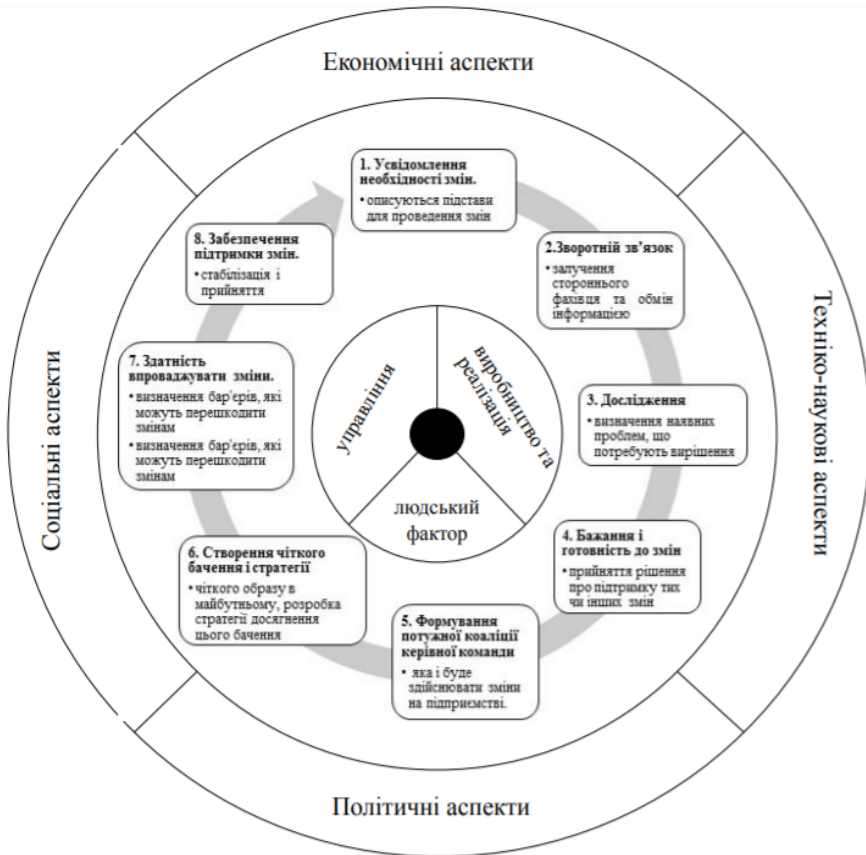 Економічні аспекти
1. Усвідомлення
необхідності змін.
• описуються підстави
для проведення змін
2.Зворотній зв’язок
• залучення
стороннього
фахівця та обмін
інформацією
3. Дослідження
• визначення наявних
проблем, що
потребують вирішення
4. Бажання і
готовність до змін
• прийняття рішення
про підтримку тих
чи інших змін
5. Формування
потужної коаліції
керівної команди
• яка і буде
здійснювати зміни
на підприємстві.
6. Створення чіткого
бачення і стратегії
• чіткого образу в
майбутньому, розробка
стратегії досягнення
цього бачення
7. Здатність
впроваджувати зміни.
• визначення бар'єрів, які
можуть перешкодити
змінам
• визначення бар'єрів, які
можуть перешкодити
змінам
8. Забезпечення
підтримки змін.
• стабілізація і
прийняття
управління
виробництво та
реалізація
людський
фактор
Соціальні аспекти
Техніко-наукові аспекти
Політичні аспекти